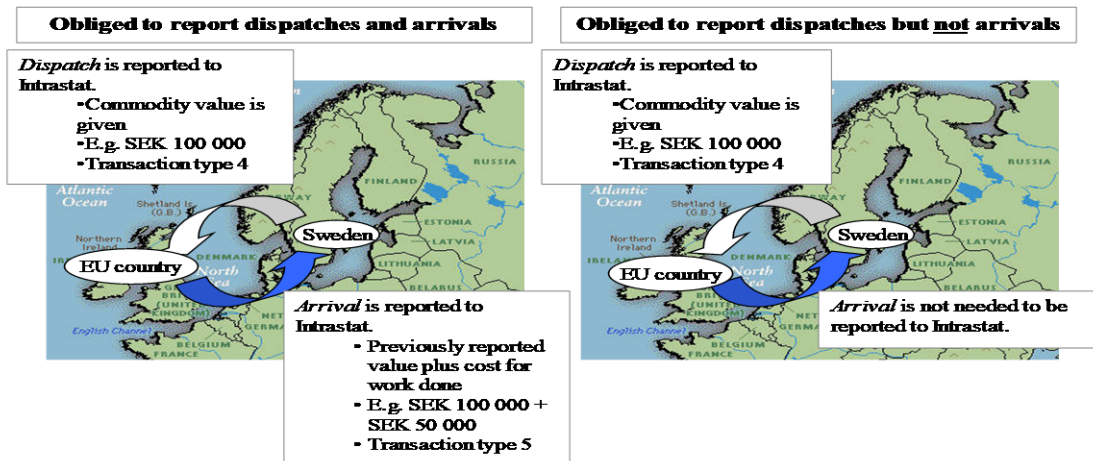 Obliged to report dispatches and arrivals
Dispatch is reported to
Intrastat.
▪Commodity value is
given
▪E.g. SEK 100 000
▪Transaction type 4
Atlantic
Ocean
Shetland Is.
(G.B.)
RUSSIA
FINLAND
ESTONIA
LATVIA
LITHUANIA
BELARUS
Northern
Ireland
DENMARK
North
Sea
Sweden
EU country
(UNITED
KINGDOM)
English Channel
BELGIUM
FRANCE
Arrival is reported to
Intrastat.
▪ Previously reported
value plus cost for
work done
▪ E.g. SEK 100 000 +
SEK 50 000
▪ Transaction type 5
Obliged to report dispatches but not arrivals
Dispatch is reported to
Intrastat.
▪Commodity value is
given
▪E.g. SEK 100 000
▪Transaction type 4
Atlantic
Ocean
Shetland Is.
(G.B.)
RUSSIA
FINLAND
ESTONIA
LATVIA
LITHUANIA
BELARUS
Northern
Ireland
DENMARK
North
Sea
Sweden
EU country
(UNITED
KINGDOM)
English Channel
BELGIUM
FRANCE
Arrival is not needed to be
reported to Intrastat.